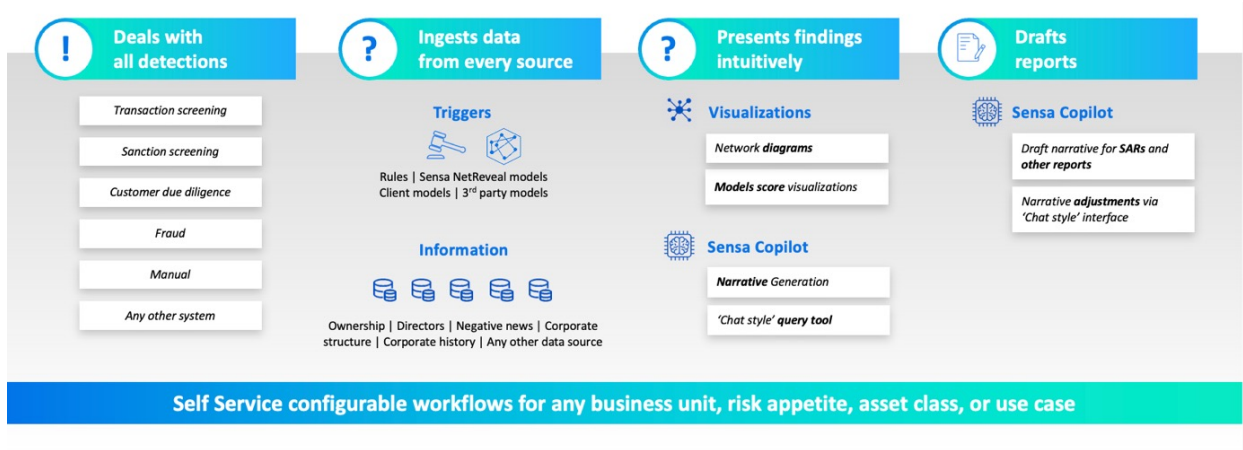 !
Deals with
all detections
Transaction screening
Sanction screening
Customer due diligence
Fraud
Manual
Any other system
?
Ingests data
from every source
Triggers
Rules | Sensa NetReveal models
Client models | 3rd party models
Information
Ownership | Directors | Negative news | Corporate
structure | Corporate history | Any other data source
?
Presents findings
intuitively
Visualizations
Network diagrams
Models score visualizations
Sensa Copilot
Narrative Generation
‘Chat style’ query tool
Drafts
reports
Sensa Copilot
Draft narrative for SARs and
other reports
Narrative adjustments via
‘Chat style’ interface
Self Service configurable workflows for any business unit, risk appetite, asset class, or use case